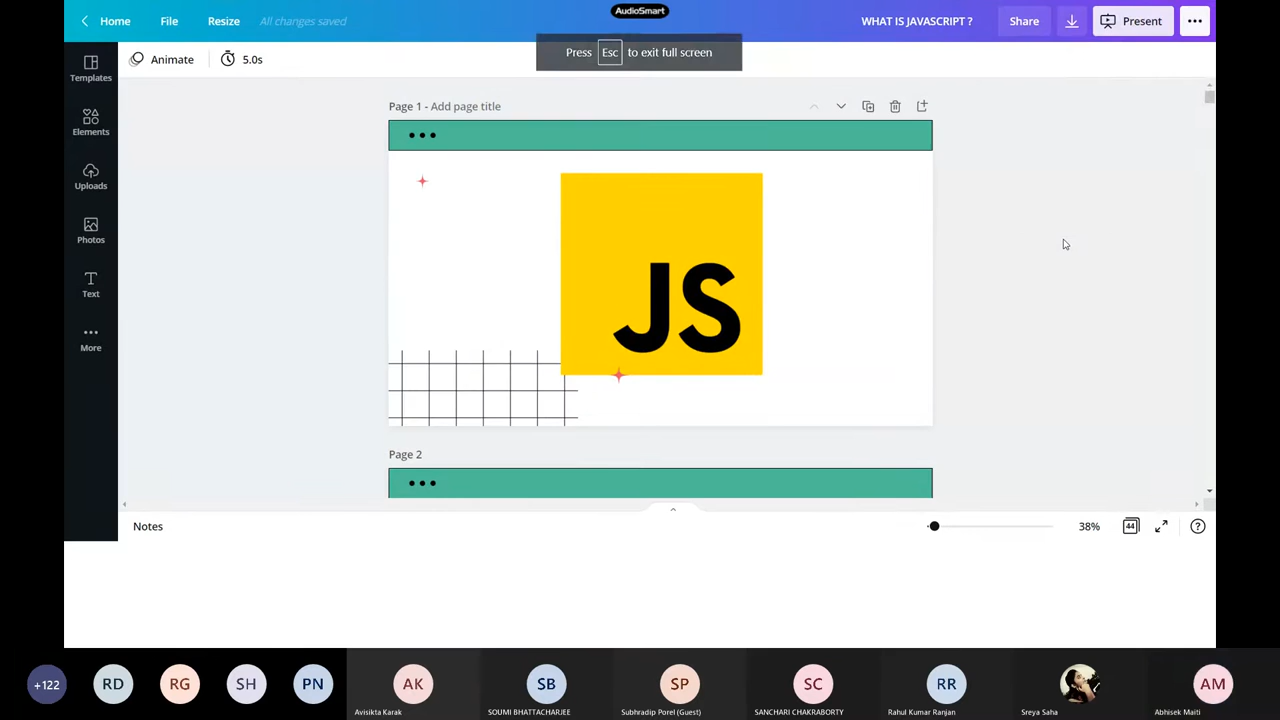 AudioSmart
Home File Resize All changes saved WHAT IS JAVASCRIPT ? Share Present
Press Esc to exit full screen
Animate 5.0s
Templates
Elements
Uploads
Photos
Text
More
Page 1 - Add page title
JS
Page 2
Notes 38% 44 ?
+122 RD RG SH PN AK SB SP SC RR AM
Avisikta Karak SOUMI BHATTACHARJEE Subhradip Porel (Guest) SANCHARI CHAKRABORTY Rahul Kumar Ranjan Sreya Saha Abhisek Maiti